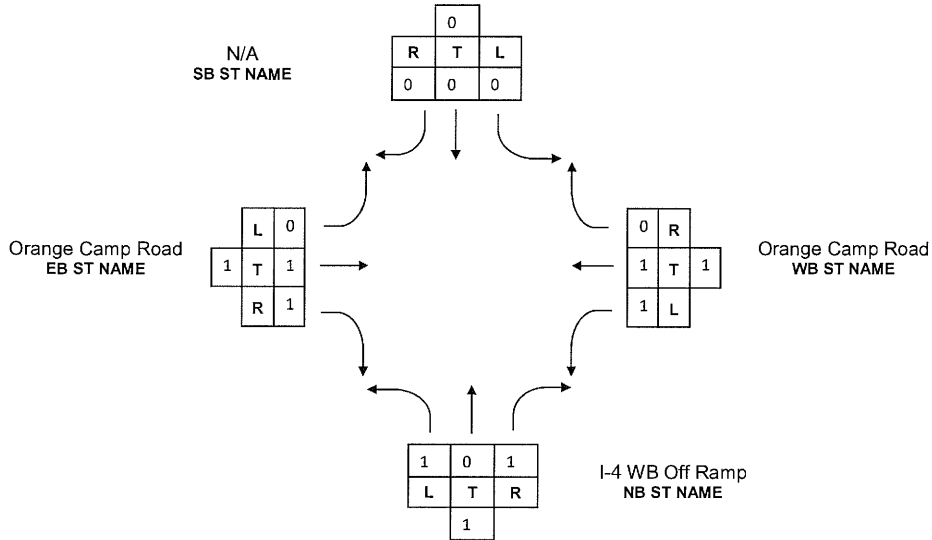 0
N/A
SB ST NAME
R T L
0 0 0
L 0
Orange Camp Road
EB ST NAME
1 T 1
R 1
0 R
1 T 1
1 L
Orange Camp Road
WB ST NAME
1 0 1
L T R
1
I-4 WB Off Ramp
NB ST NAME